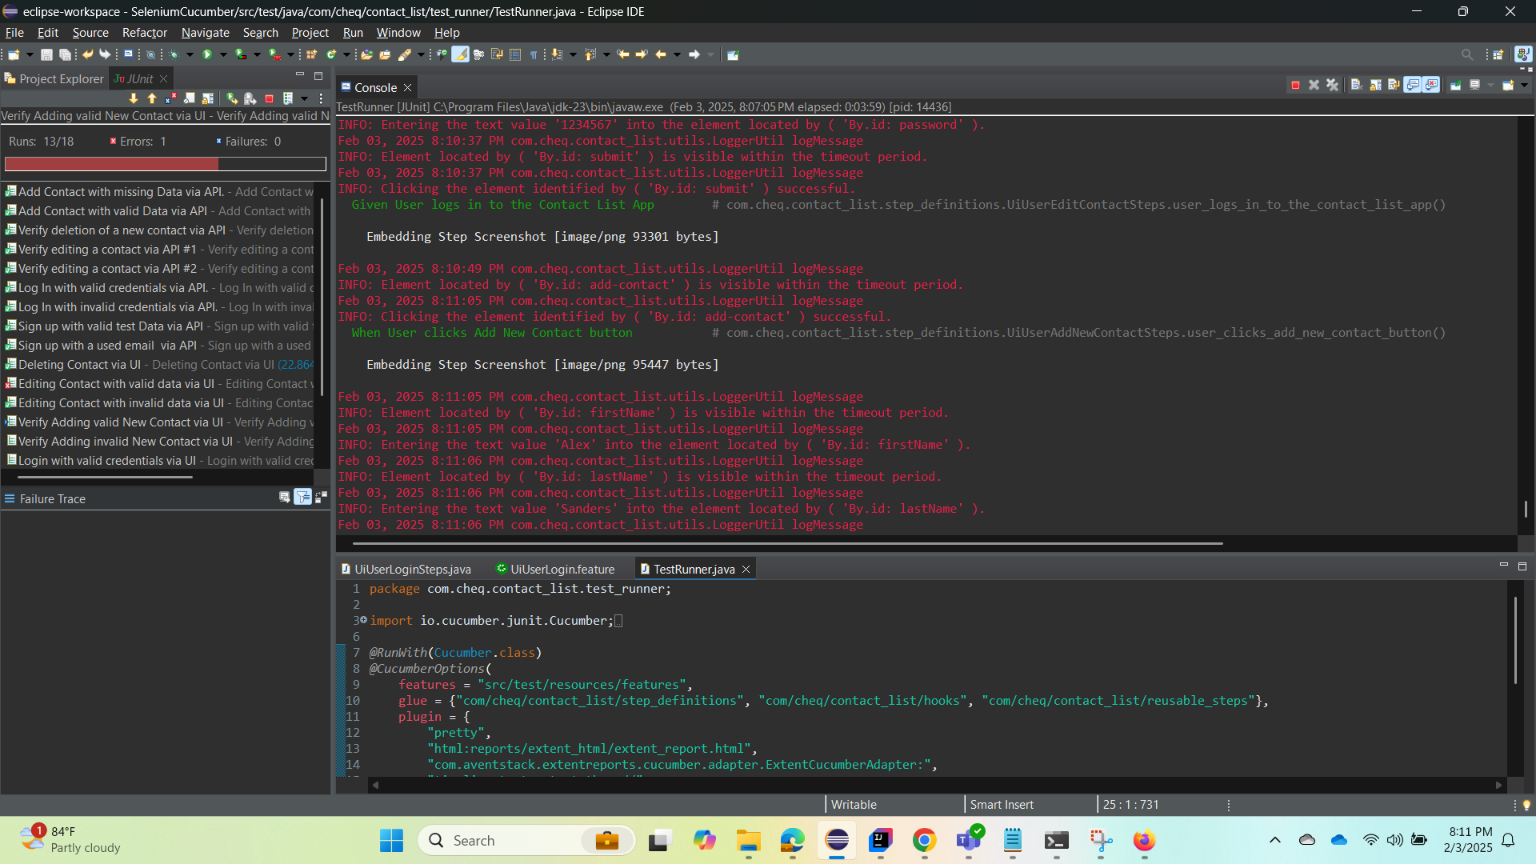 eclipse-workspace - SeleniumCucumber/src/test/java/com/cheq/contact_list/test_runner/TestRunner.java - Eclipse IDE
File Edit Source Refactor Navigate Search Project Run Window Help
Project Explorer JUnit
Verify Adding valid New Contact via UI - Verify Adding valid N
Runs: 13/18 Errors: 1 Failures: 0
Add Contact with missing Data via API. - Add Contact w
Add Contact with valid Data via API - Add Contact with
Verify deletion of a new contact via API - Verify deletion
Verify editing a contact via API #1 - Verify editing a cont
Verify editing a contact via API #2 - Verify editing a cont
Log In with valid credentials via API. - Log In with valid c
Log In with invalid credentials via API. - Log In with inva
Sign up with valid test Data via API - Sign up with valid
Sign up with a used email via API - Sign up with a used
Deleting Contact via UI - Deleting Contact via UI (22.864
Editing Contact with valid data via UI - Editing Contact v
Editing Contact with invalid data via UI - Editing Contac
Verify Adding valid New Contact via UI - Verify Adding v
Verify Adding invalid New Contact via UI - Verify Adding
Login with valid credentials via UI - Login with valid cred
Failure Trace
Console
TestRunner [JUnit] C:\Program Files\Java\jdk-23\bin\javaw.exe (Feb 3, 2025, 8:07:05 PM elapsed: 0:03:59) [pid: 14436]
INFO: Entering the text value '1234567' into the element located by ( 'By.id: password' ).
Feb 03, 2025 8:10:37 PM com.cheq.contact_list.utils.LoggerUtil logMessage
INFO: Element located by ( 'By.id: submit' ) is visible within the timeout period.
Feb 03, 2025 8:10:37 PM com.cheq.contact_list.utils.LoggerUtil logMessage
INFO: Clicking the element identified by ( 'By.id: submit' ) successful.
Given User logs in to the Contact List App # com.cheq.contact_list.step_definitions.UiUserEditContactSteps.user_logs_in_to_the_contact_list_app()
Embedding Step Screenshot [image/png 93301 bytes]
Feb 03, 2025 8:10:49 PM com.cheq.contact_list.utils.LoggerUtil logMessage
INFO: Element located by ( 'By.id: add-contact' ) is visible within the timeout period.
Feb 03, 2025 8:11:05 PM com.cheq.contact_list.utils.LoggerUtil logMessage
INFO: Clicking the element identified by ( 'By.id: add-contact' ) successful.
When User clicks Add New Contact button # com.cheq.contact_list.step_definitions.UiUserAddNewContactSteps.user_clicks_add_new_contact_button()
Embedding Step Screenshot [image/png 95447 bytes]
Feb 03, 2025 8:11:05 PM com.cheq.contact_list.utils.LoggerUtil logMessage
INFO: Element located by ( 'By.id: firstName' ) is visible within the timeout period.
Feb 03, 2025 8:11:05 PM com.cheq.contact_list.utils.LoggerUtil logMessage
INFO: Entering the text value 'Alex' into the element located by ( 'By.id: firstName' ).
Feb 03, 2025 8:11:06 PM com.cheq.contact_list.utils.LoggerUtil logMessage
INFO: Element located by ( 'By.id: lastName' ) is visible within the timeout period.
Feb 03, 2025 8:11:06 PM com.cheq.contact_list.utils.LoggerUtil logMessage
INFO: Entering the text value 'Sanders' into the element located by ( 'By.id: lastName' ).
Feb 03, 2025 8:11:06 PM com.cheq.contact_list.utils.LoggerUtil logMessage
UiUserLoginSteps.java UiUserLogin.feature TestRunner.java
1 package com.cheq.contact_list.test_runner;
2
3 import io.cucumber.junit.Cucumber;
6
7 @RunWith(Cucumber.class)
8 @CucumberOptions(
9 features = "src/test/resources/features",
10 glue = {"com/cheq/contact_list/step_definitions", "com/cheq/contact_list/hooks", "com/cheq/contact_list/reusable_steps"},
11 plugin = {
12 "pretty",
13 "html:reports/extent_html/extent_report.html",
14 "com.aventstack.extentreports.cucumber.adapter.ExtentCucumberAdapter:",
Writable Smart Insert 25 : 1 : 731
1 84°F
Partly cloudy
Search
8:11 PM
2/3/2025